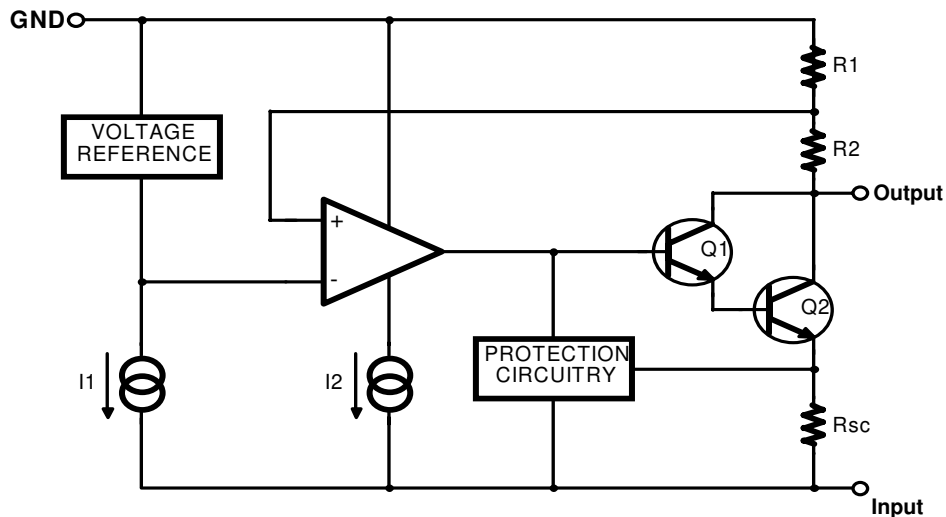 GND
R1
VOLTAGE
REFERENCE
R2
Output
+
Q1
-
Q2
PROTECTION
CIRCUITRY
I1
I2
Rsc
Input